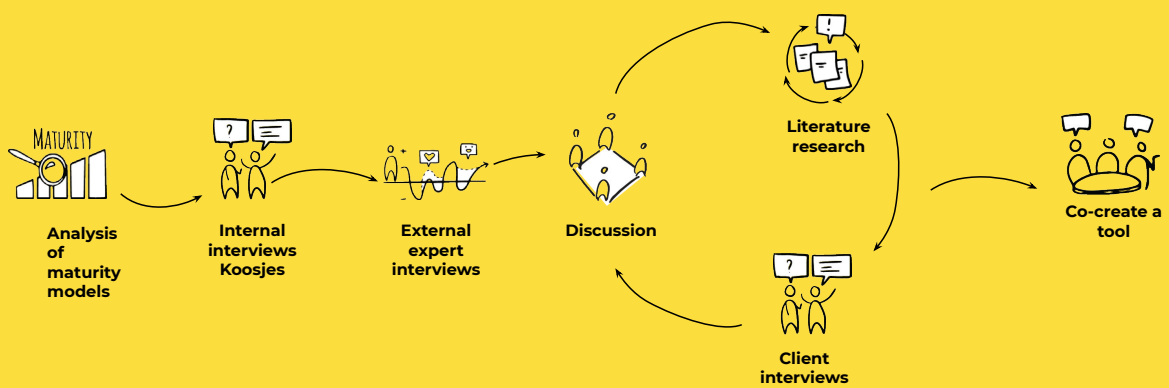 MATURITY
Analysis
of
maturity
models
?
Internal
interviews
Koosjes
+
-
External
expert
interviews
Discussion
!
Literature
research
?
Client
interviews
Co-create a
tool